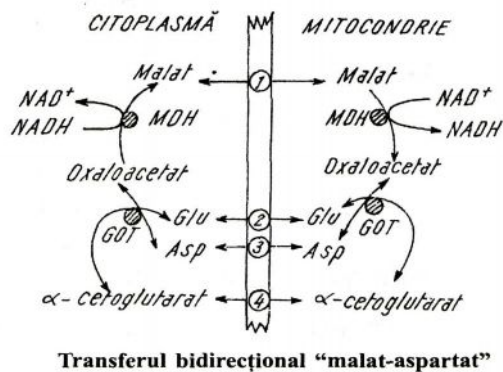 CITOPLASMĂ MITOCONDRIE
Malat 1 Malat
NAD⁺ MDH MDH NAD⁺
NADH NADH
Oxaloacetat Oxaloacetat
GOT Glu 2 Glu GOT
Asp 3 Asp
α-cetoglutarat 4 α-cetoglutarat
Transferul bidirecțional “malat-aspartat”